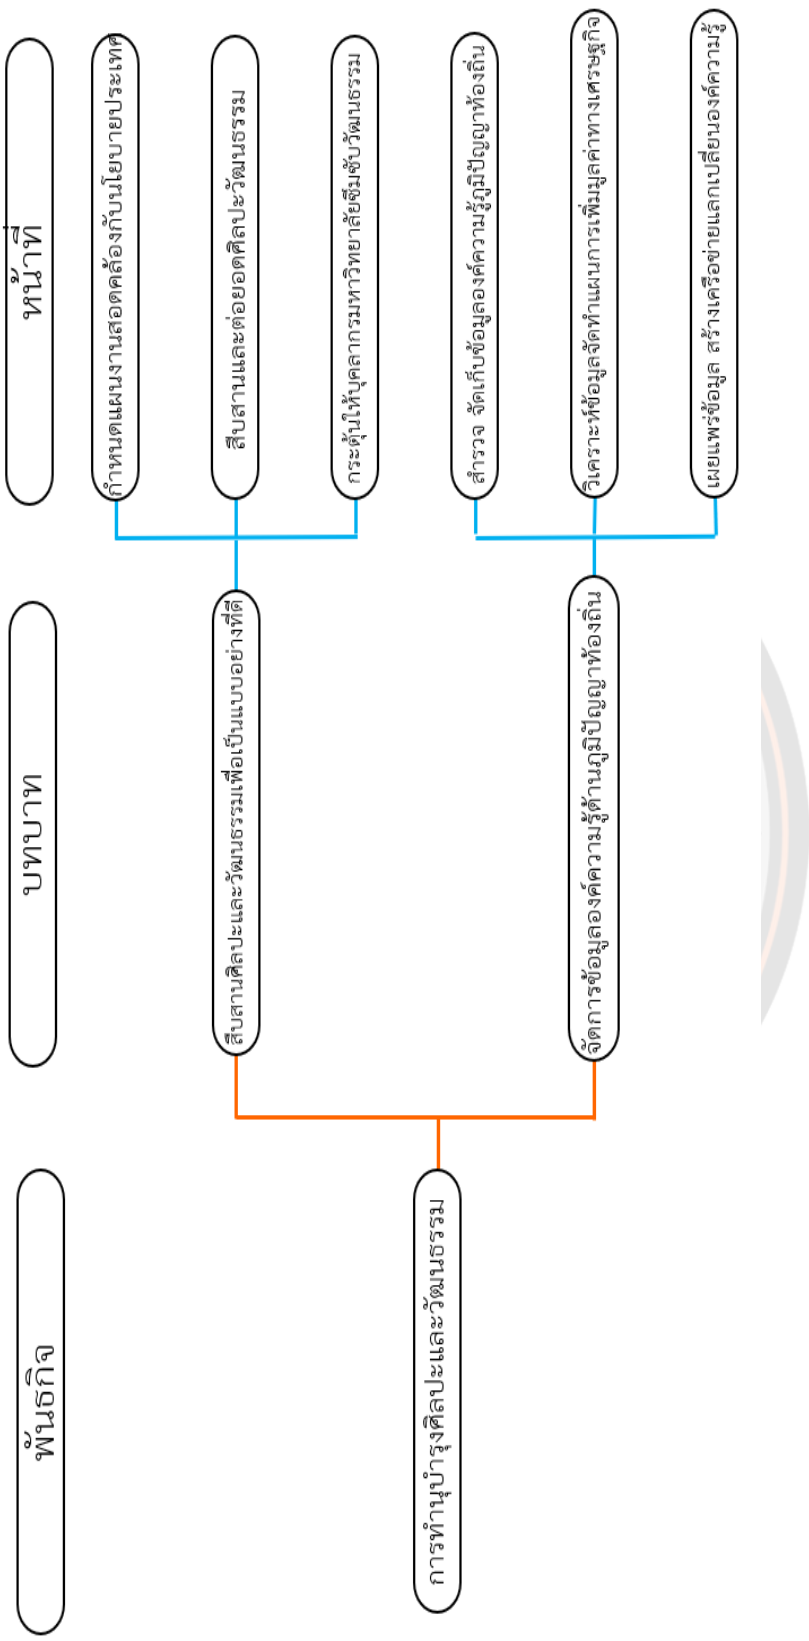 พันธกิจ
บทบาท
หน้าที่
การทำนุบำรุงศิลปะและวัฒนธรรม
สืบสานศิลปะและวัฒนธรรมเพื่อเป็นแบบอย่างที่ดี
กำหนดแผนงานสอดคล้องกับนโยบายประเทศ
สืบสานและต่อยอดศิลปะวัฒนธรรม
กระตุ้นให้บุคลากรมหาวิทยาลัยซึมซับวัฒนธรรม
จัดการข้อมูลองค์ความรู้ด้านภูมิปัญญาท้องถิ่น
สำรวจ จัดเก็บข้อมูลองค์ความรู้ภูมิปัญญาท้องถิ่น
วิเคราะห์ข้อมูลจัดทำแผนการเพิ่มมูลค่าทางเศรษฐกิจ
เผยแพร่ข้อมูล สร้างเครือข่ายแลกเปลี่ยนองค์ความรู้